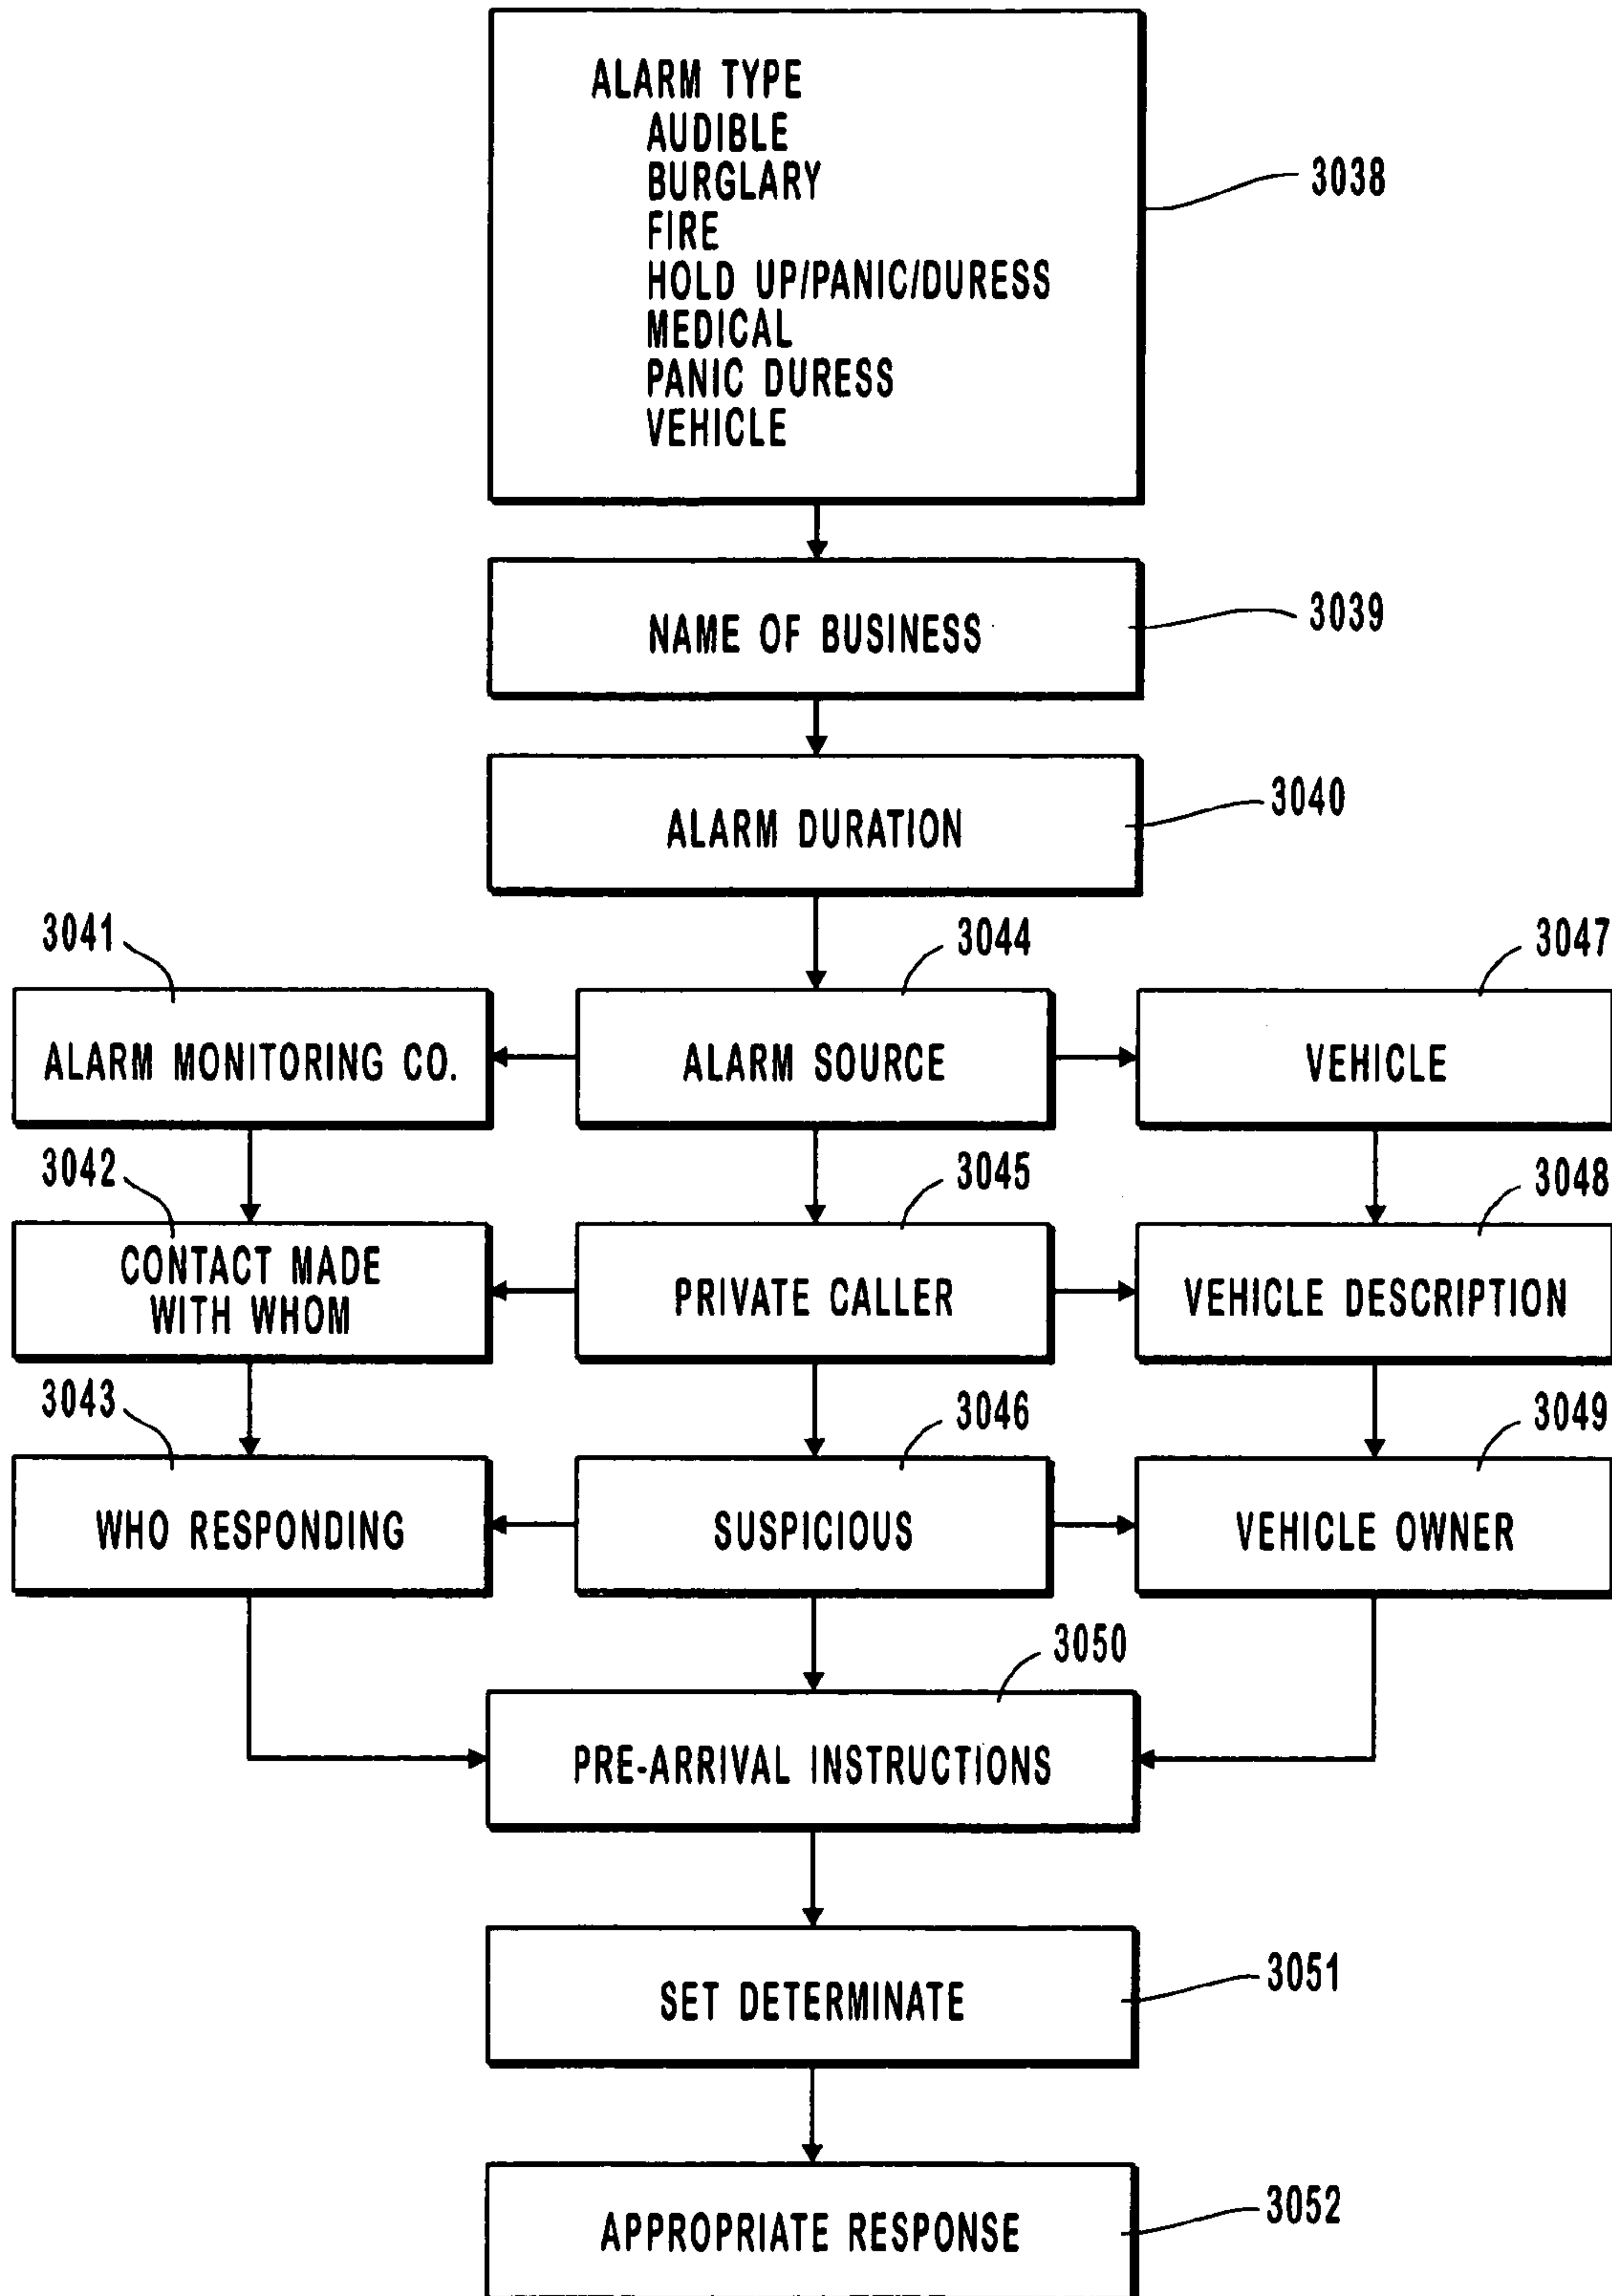 ALARM TYPE
AUDIBLE
BURGLARY
FIRE
HOLD UP/PANIC/DURESS
MEDICAL
PANIC DURESS
VEHICLE
3038
NAME OF BUSINESS
3039
ALARM DURATION
3040
3041
3044
3047
ALARM MONITORING CO.
ALARM SOURCE
VEHICLE
3042
3045
3048
CONTACT MADE
WITH WHOM
PRIVATE CALLER
VEHICLE DESCRIPTION
3043
3046
3049
WHO RESPONDING
SUSPICIOUS
VEHICLE OWNER
3050
PRE-ARRIVAL INSTRUCTIONS
SET DETERMINATE
3051
APPROPRIATE RESPONSE
3052